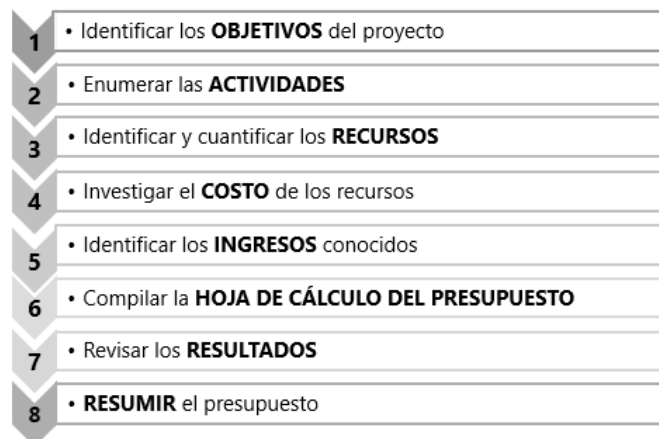 1 • Identificar los OBJETIVOS del proyecto
2 • Enumerar las ACTIVIDADES
3 • Identificar y cuantificar los RECURSOS
4 • Investigar el COSTO de los recursos
5 • Identificar los INGRESOS conocidos
6 • Compilar la HOJA DE CÁLCULO DEL PRESUPUESTO
7 • Revisar los RESULTADOS
8 • RESUMIR el presupuesto